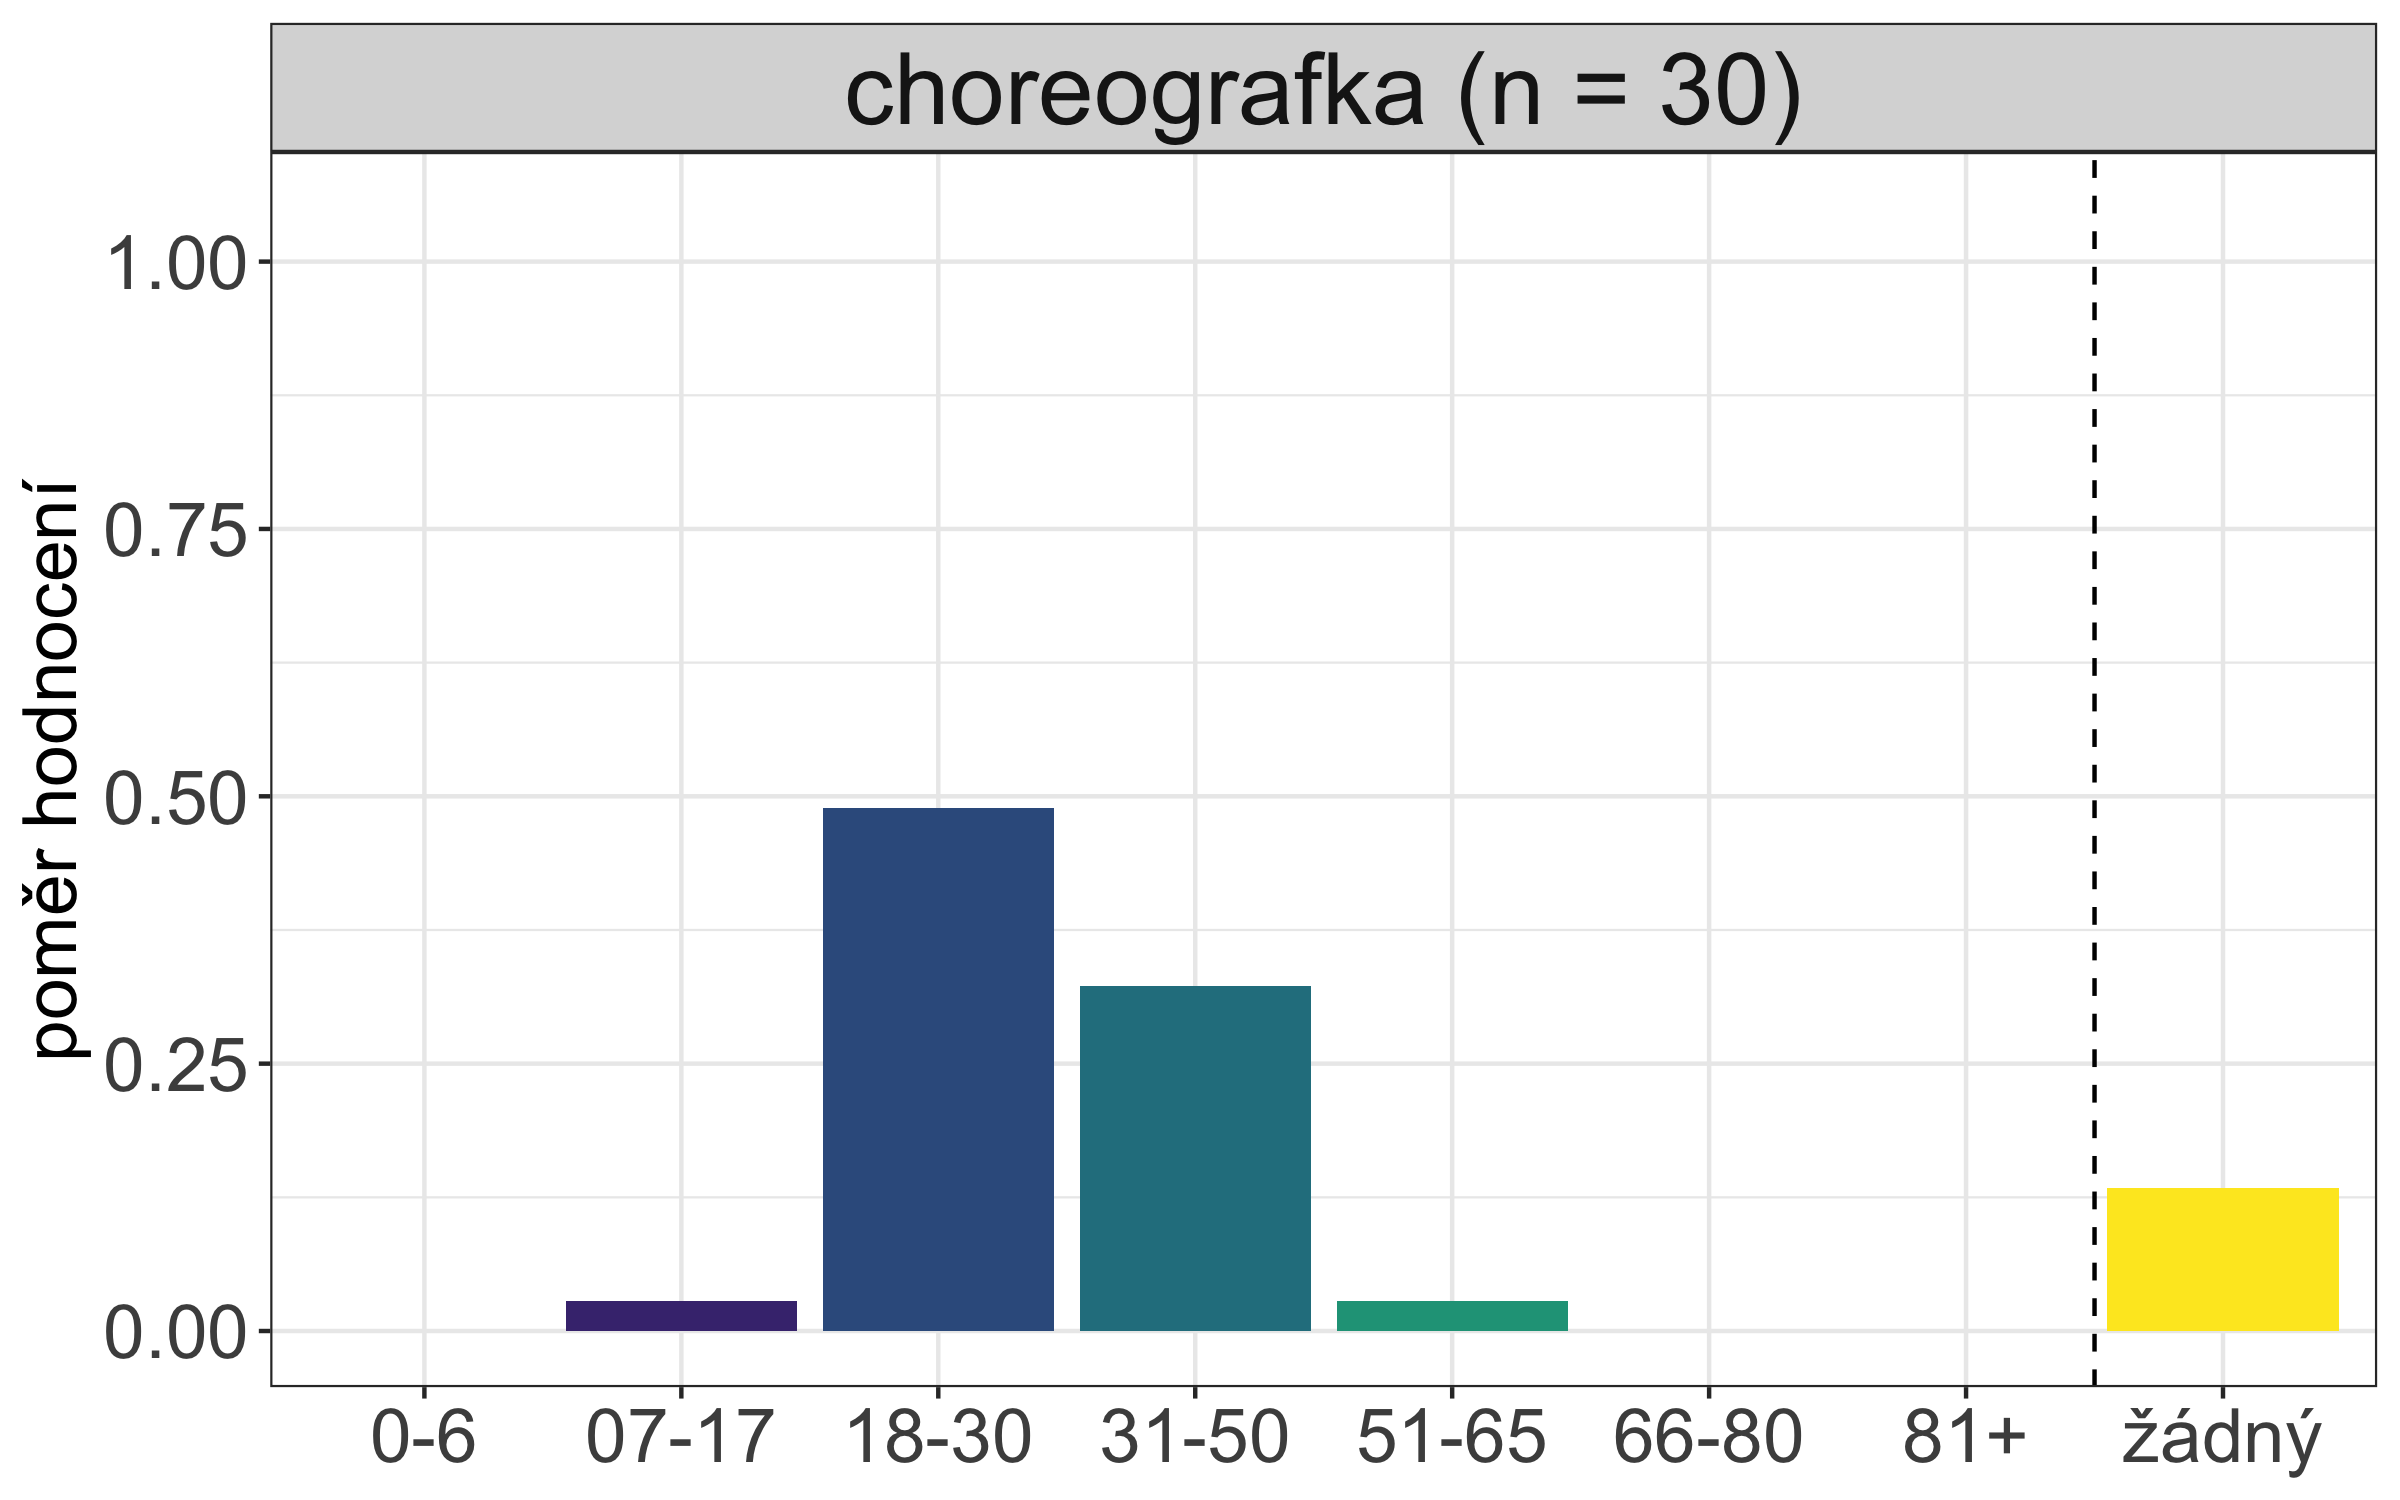 choreografka (n = 30)
poměr hodnocení
1.00
0.75
0.50
0.25
0.00
0-6 07-17 18-30 31-50 51-65 66-80 81+ žádný